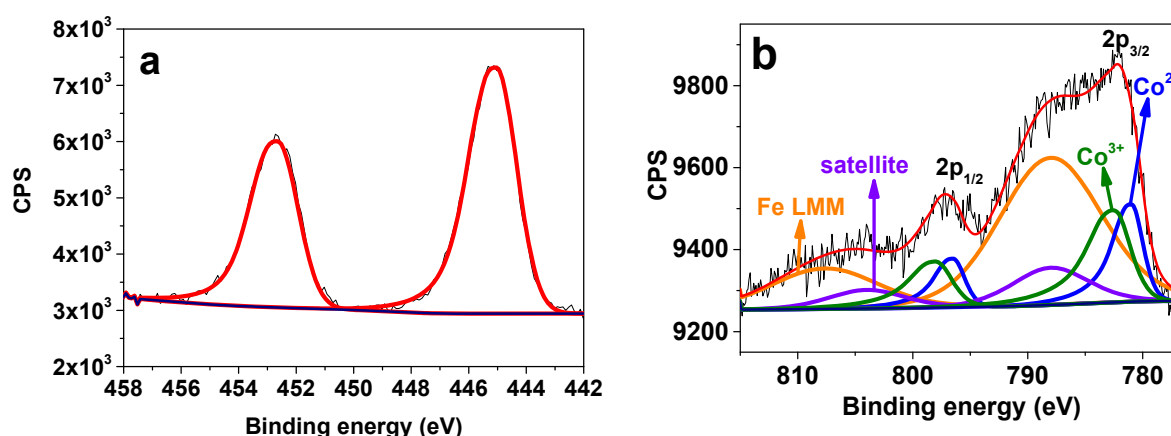 a
8x10³
7x10³
6x10³
5x10³
4x10³
3x10³
2x10³
CPS
458 456 454 452 450 448 446 444 442
Binding energy (eV)
b
2p3/2
Co2
Co3+
satellite
2p1/2
Fe LMM
9800
9600
9400
9200
CPS
810 800 790 780
Binding energy (eV)